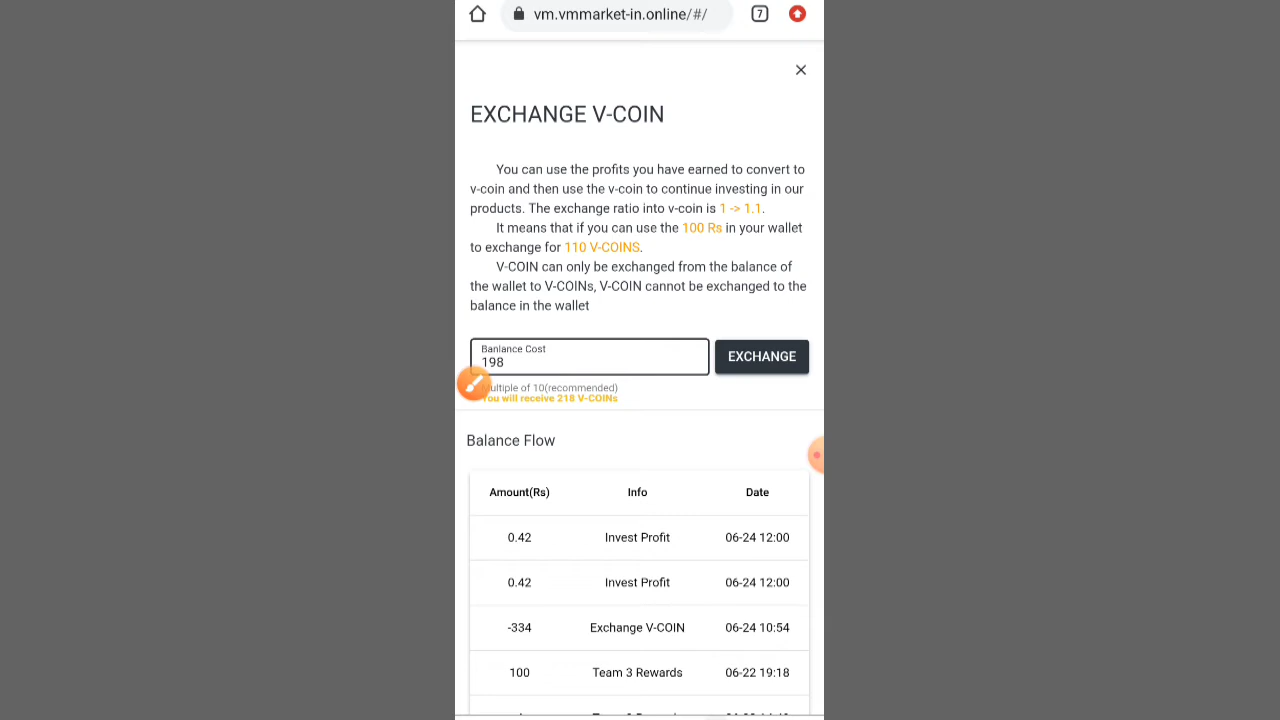 vm.vmmarket-in.online/#/
7
EXCHANGE V-COIN
You can use the profits you have earned to convert to
v-coin and then use the v-coin to continue investing in our
products. The exchange ratio into v-coin is 1 -> 1.1.
It means that if you can use the 100 Rs in your wallet
to exchange for 110 V-COINS.
V-COIN can only be exchanged from the balance of
the wallet to V-COINs, V-COIN cannot be exchanged to the
balance in the wallet
Banlance Cost
198
EXCHANGE
Multiple of 10(recommended)
You will receive 218 V-COINs
Balance Flow
Amount(Rs) Info Date
0.42 Invest Profit 06-24 12:00
0.42 Invest Profit 06-24 12:00
-334 Exchange V-COIN 06-24 10:54
100 Team 3 Rewards 06-22 19:18